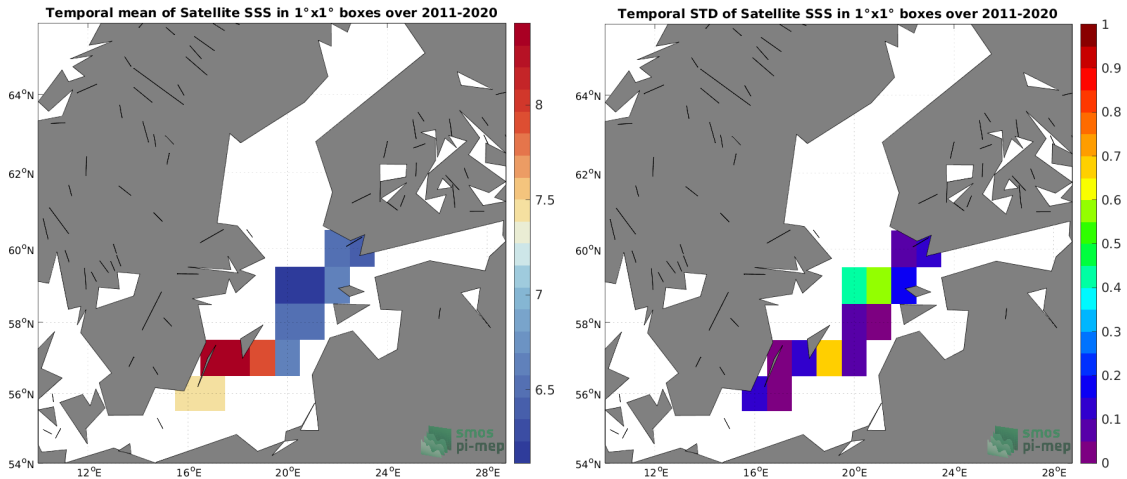 Temporal mean of Satellite SSS in 1°x1° boxes over 2011-2020
64°N
62°N
60°N
58°N
56°N
54°N
12°E
16°E
20°E
24°E
28°E
8
7.5
7
6.5
smos
pi-mep
Temporal STD of Satellite SSS in 1°x1° boxes over 2011-2020
64°N
62°N
60°N
58°N
56°N
54°N
12°E
16°E
20°E
24°E
28°E
1
0.9
0.8
0.7
0.6
0.5
0.4
0.3
0.2
0.1
0
smos
pi-mep